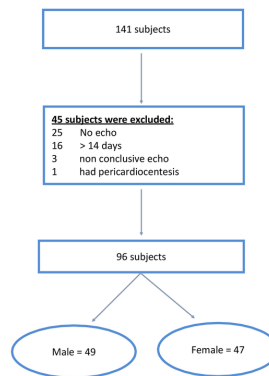 141 subjects
45 subjects were excluded:
25 No echo
16 > 14 days
3 non conclusive echo
1 had pericardiocentesis
96 subjects
Male = 49
Female = 47